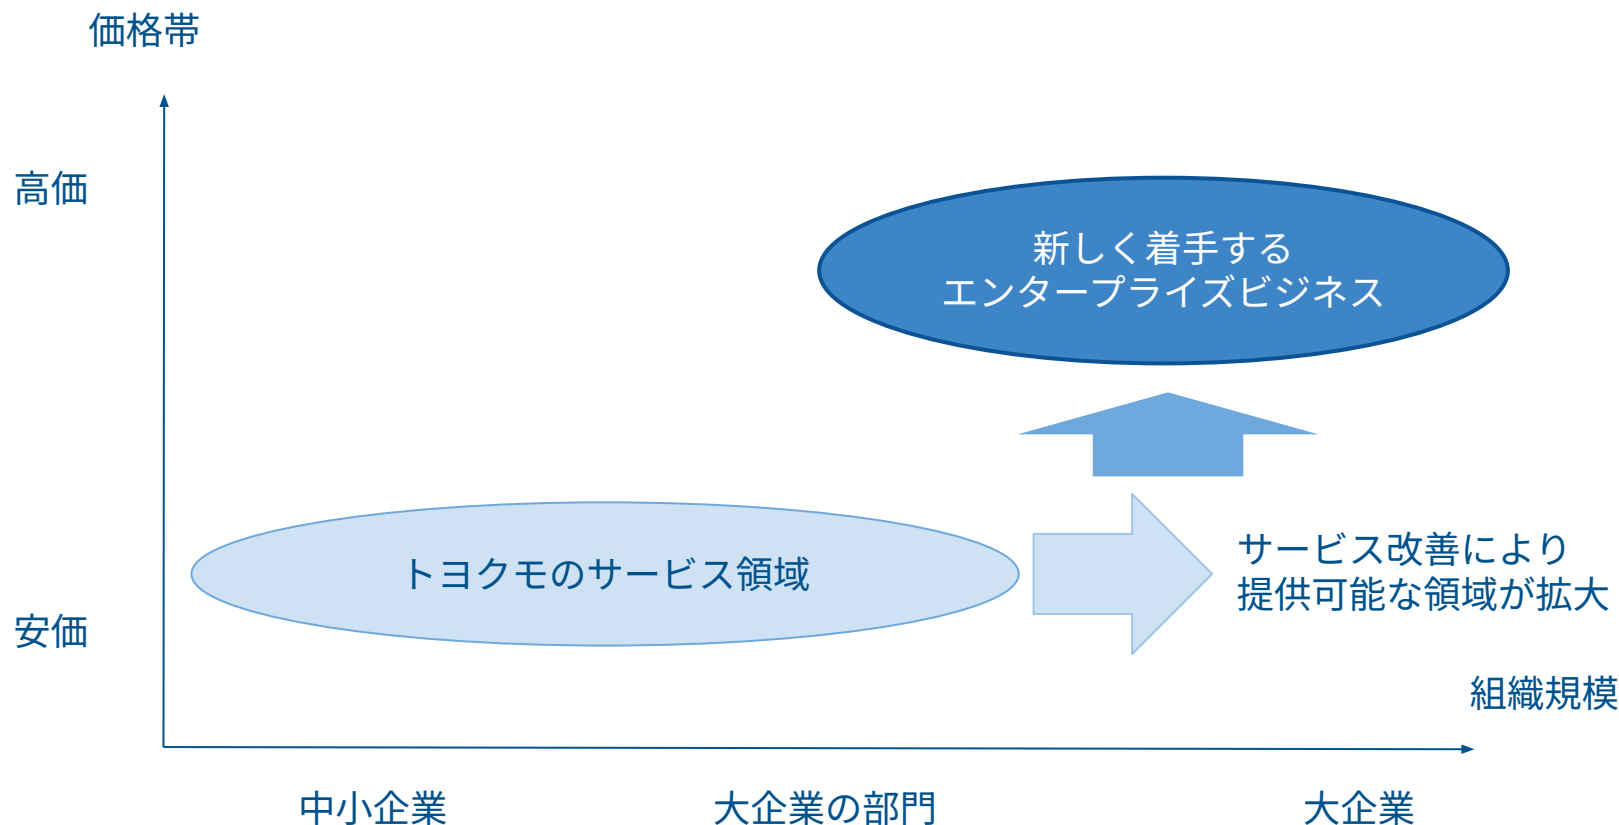 価格帯
高価
新しく着手する
エンタープライズビジネス
トヨクモのサービス領域
サービス改善により
提供可能な領域が拡大
安価
組織規模
中小企業
大企業の部門
大企業